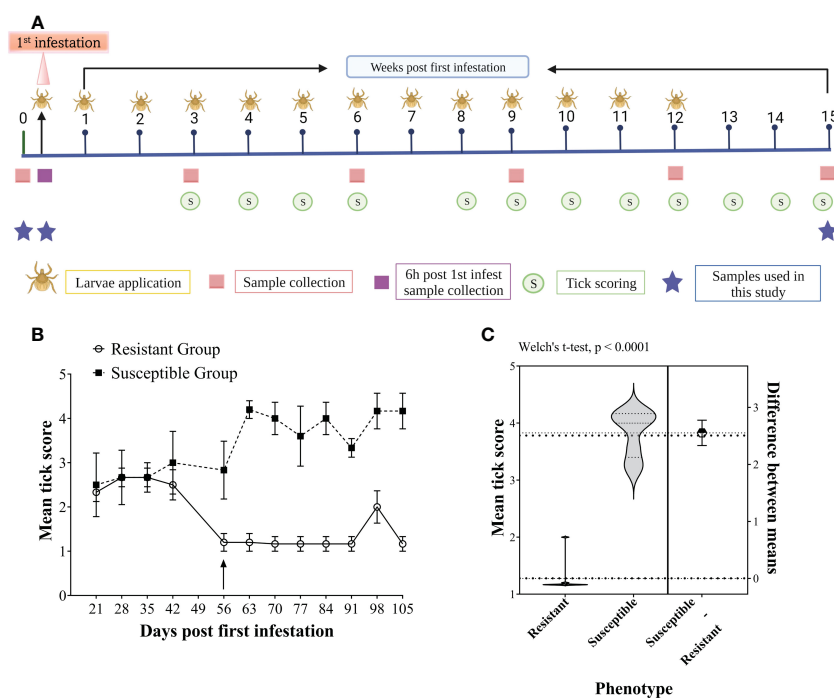 A
1st infestation
Weeks post first infestation
0 1 2 3 4 5 6 7 8 9 10 11 12 13 14 15
S S S S S S S S S S S S
Larvae application
Sample collection
6h post 1st infest
sample collection
S
Tick scoring
Samples used in
this study
B
Resistant Group
Susceptible Group
Mean tick score
5
4
3
2
1
0
21 28 35 42 49 56 63 70 77 84 91 98 105
Days post first infestation
C
Welch's t-test, p < 0.0001
Mean tick score
5
4
3
2
1
Difference between means
3
2
1
0
Resistant
Susceptible
Susceptible
-
Resistant
Phenotype